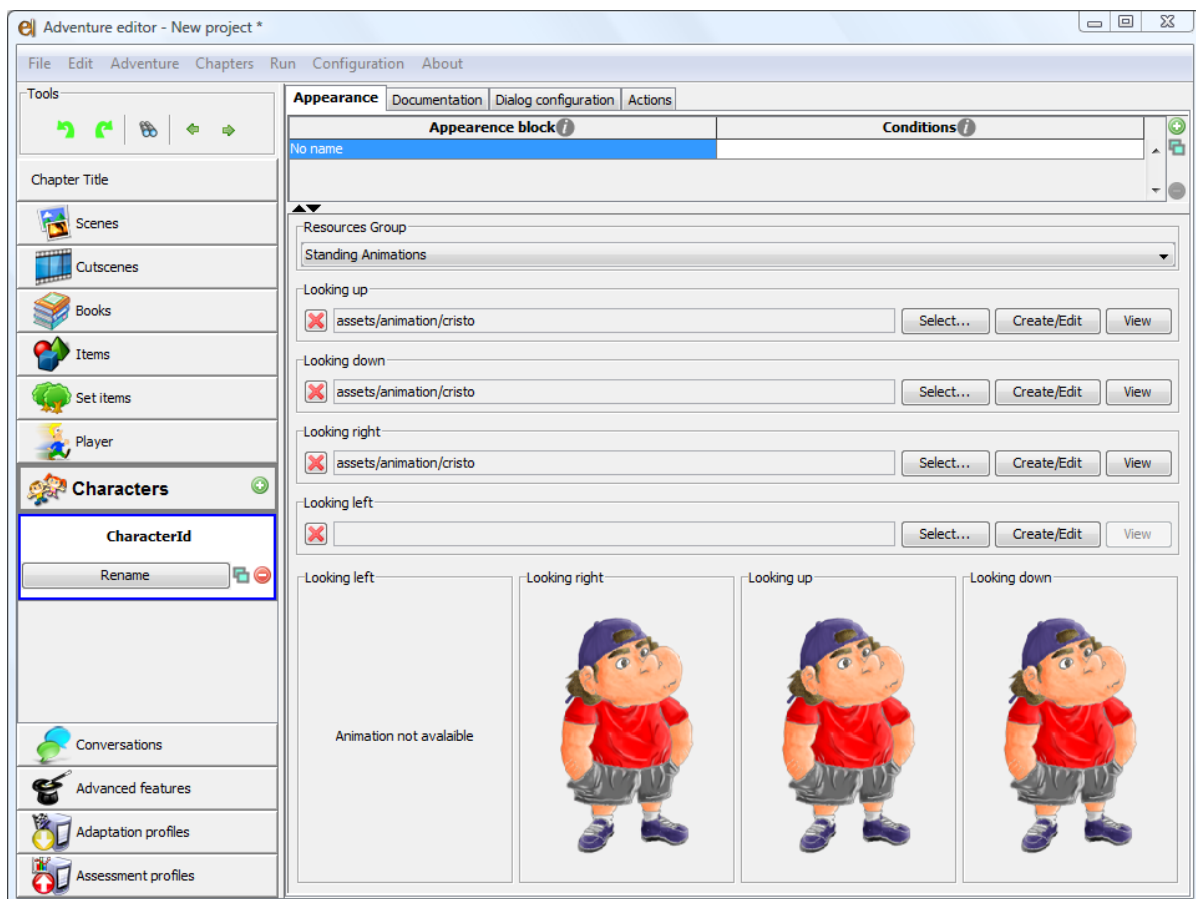 Adventure editor - New project *
File Edit Adventure Chapters Run Configuration About
Tools
Chapter Title
Scenes
Cutscenes
Books
Items
Set items
Player
Characters
CharacterId
Rename
Conversations
Advanced features
Adaptation profiles
Assessment profiles
Appearance Documentation Dialog configuration Actions
Appearence block Conditions
No name
Resources Group
Standing Animations
Looking up
assets/animation/cristo Select... Create/Edit View
Looking down
assets/animation/cristo Select... Create/Edit View
Looking right
assets/animation/cristo Select... Create/Edit View
Looking left
Select... Create/Edit View
Looking left Looking right Looking up Looking down
Animation not avalaible